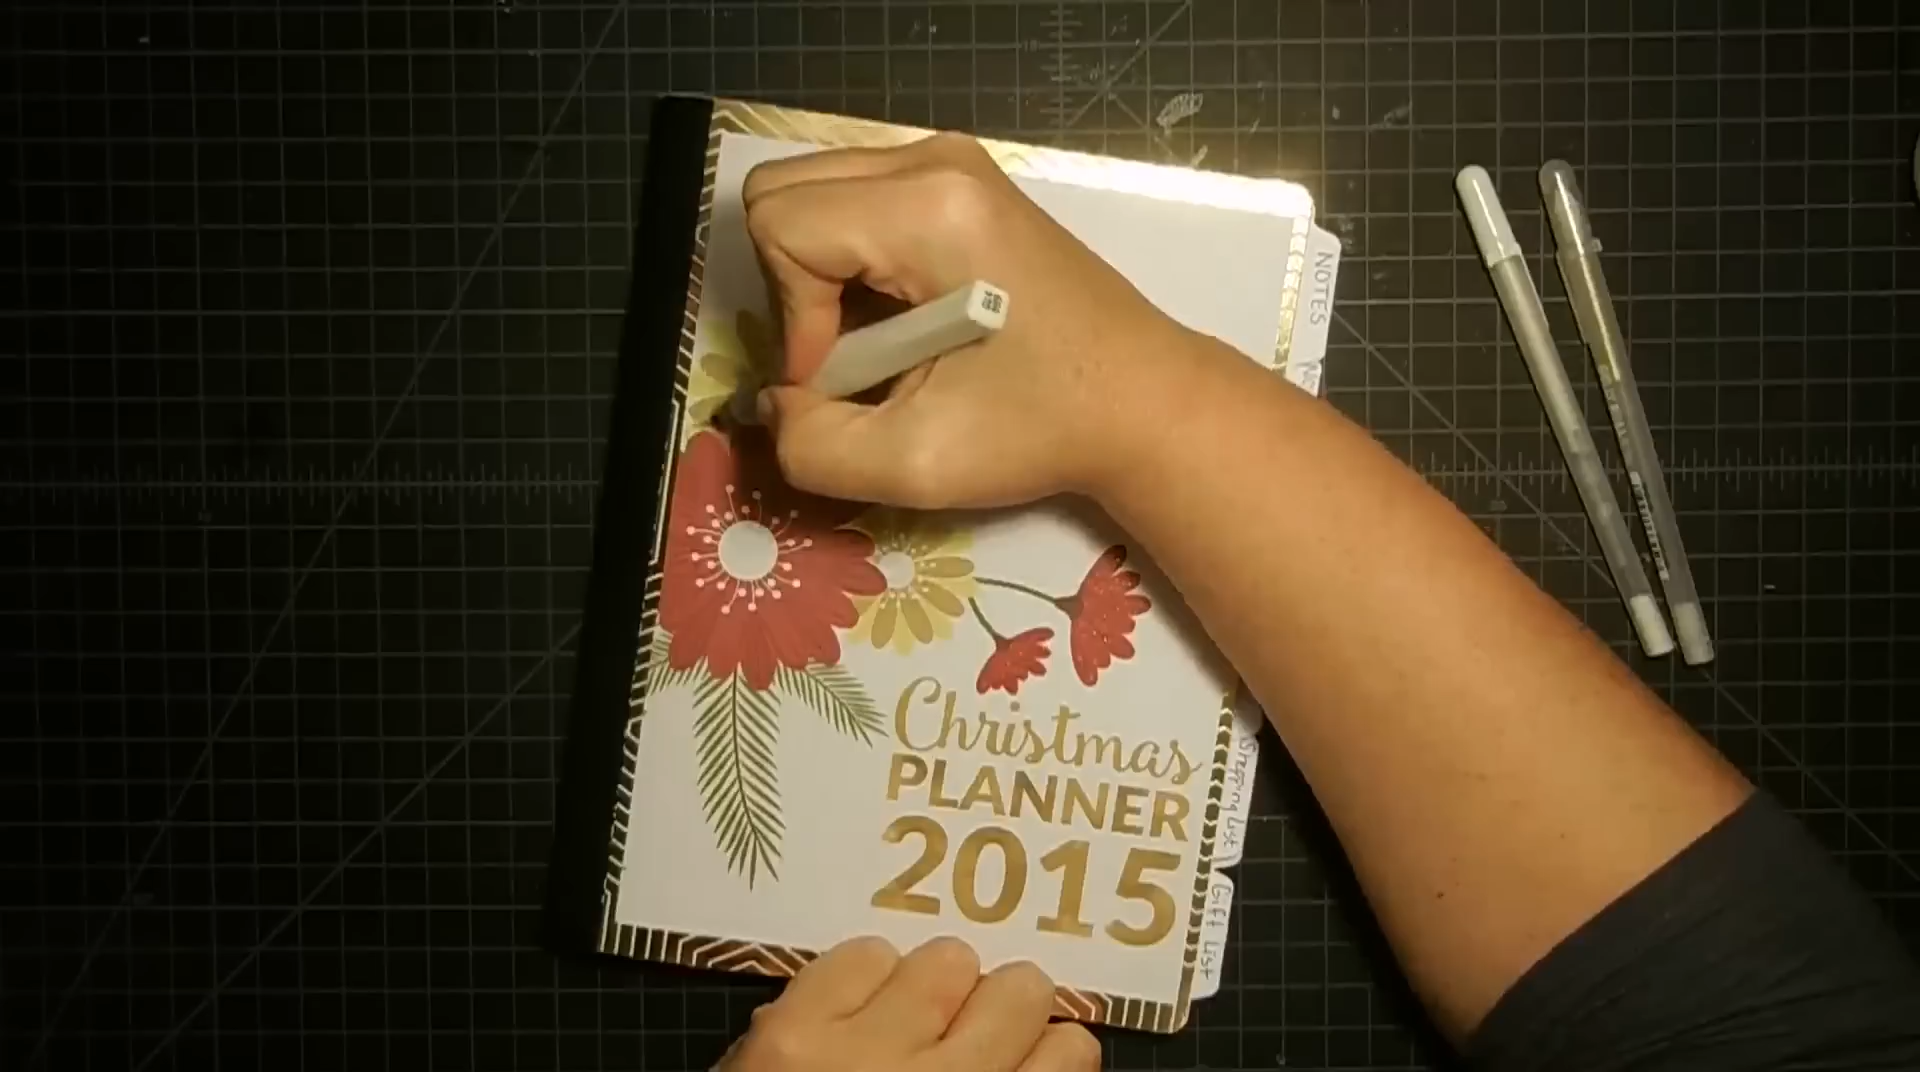 NOTES
Christmas
PLANNER
2015
Shopping List
Gift List